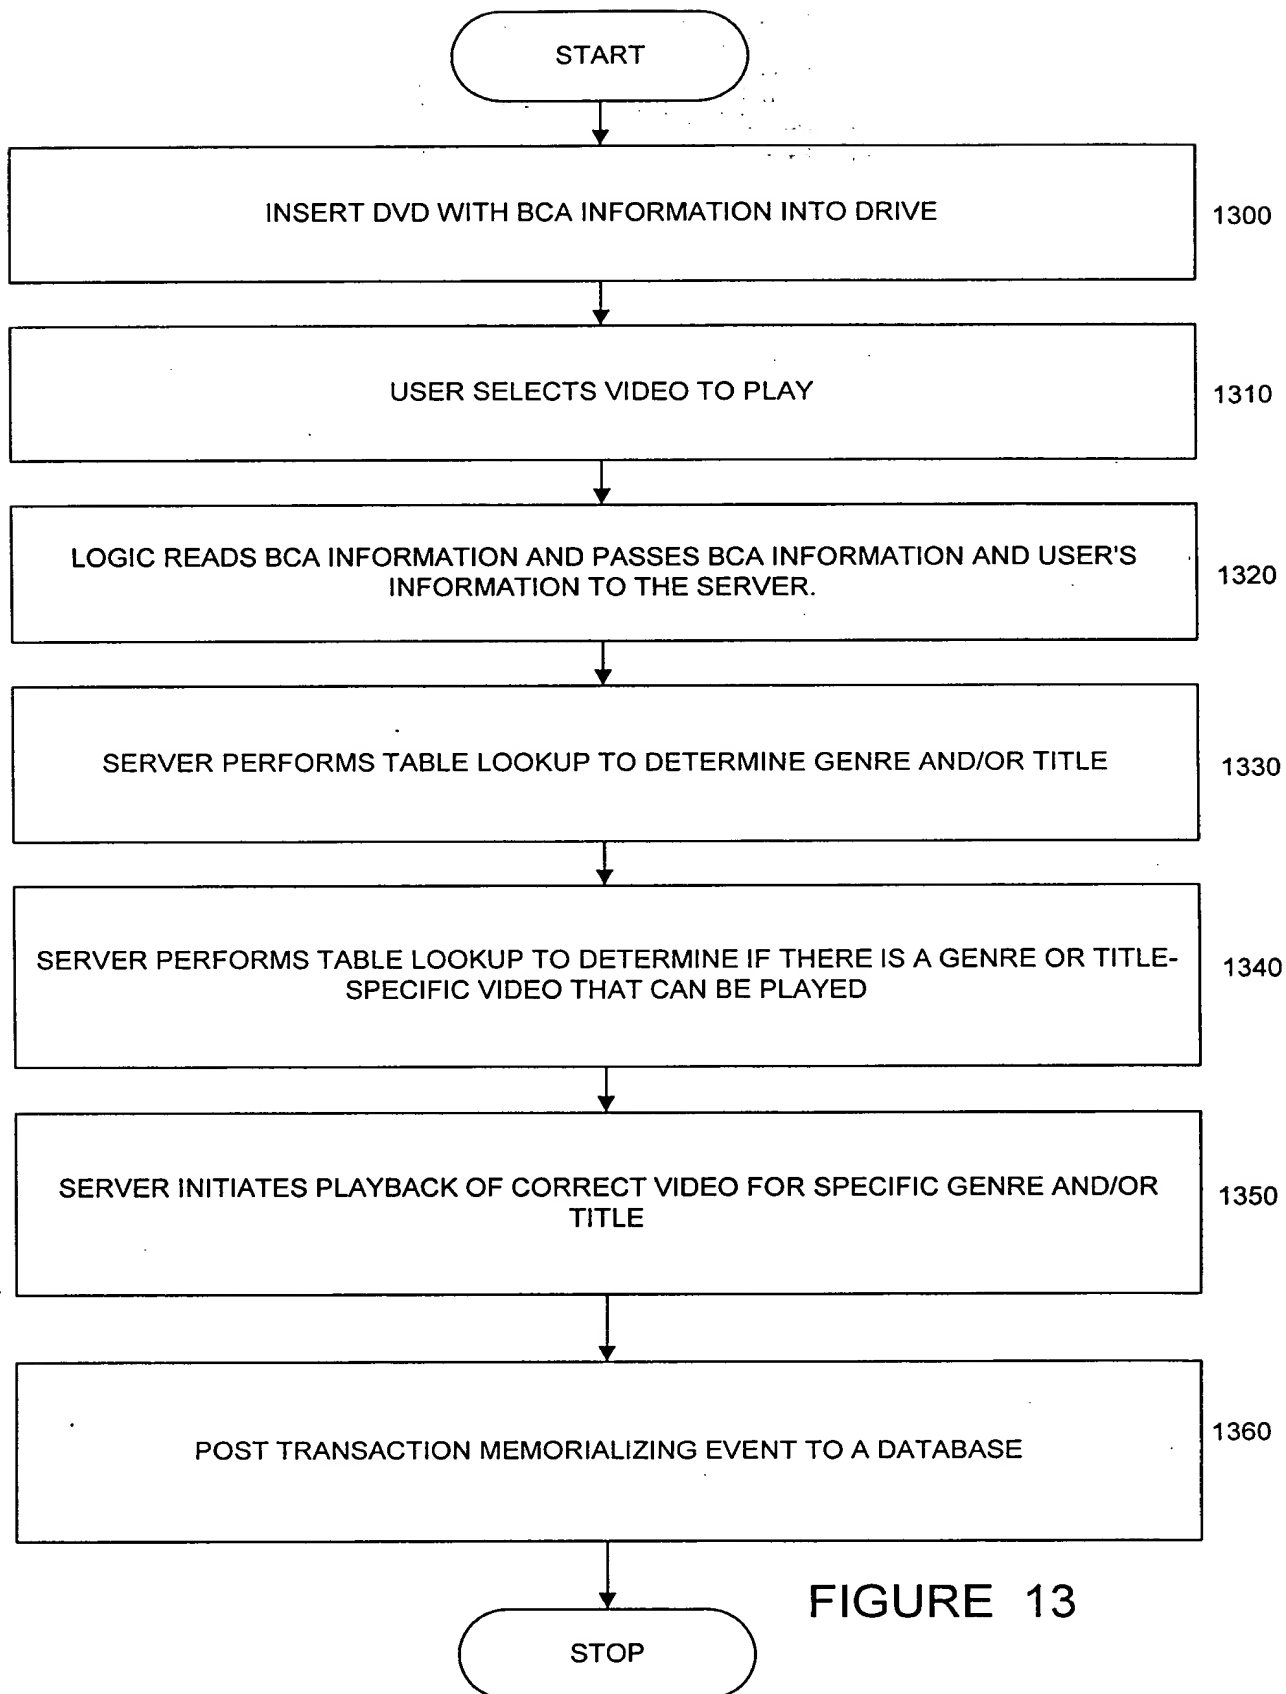 START
INSERT DVD WITH BCA INFORMATION INTO DRIVE
1300
USER SELECTS VIDEO TO PLAY
1310
LOGIC READS BCA INFORMATION AND PASSES BCA INFORMATION AND USER'S
INFORMATION TO THE SERVER.
1320
SERVER PERFORMS TABLE LOOKUP TO DETERMINE GENRE AND/OR TITLE
1330
SERVER PERFORMS TABLE LOOKUP TO DETERMINE IF THERE IS A GENRE OR TITLE-
SPECIFIC VIDEO THAT CAN BE PLAYED
1340
SERVER INITIATES PLAYBACK OF CORRECT VIDEO FOR SPECIFIC GENRE AND/OR
TITLE
1350
POST TRANSACTION MEMORIALIZING EVENT TO A DATABASE
1360
FIGURE 13
STOP